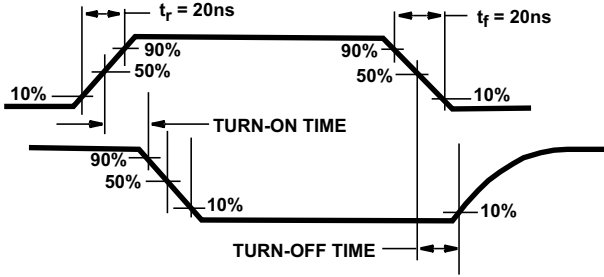 tr = 20ns
tf = 20ns
90%
90%
50%
50%
10%
10%
TURN-ON TIME
90%
50%
10%
10%
TURN-OFF TIME